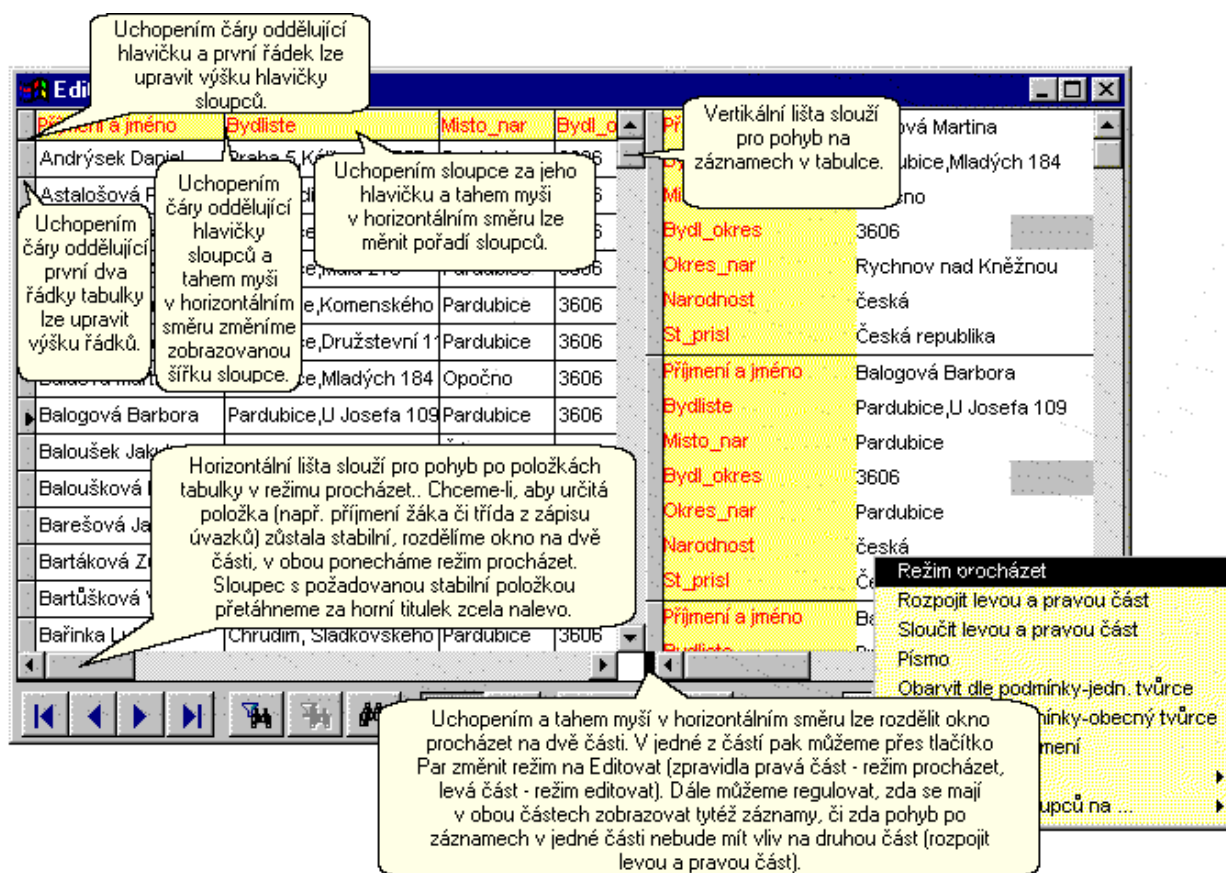 Uchopením čáry oddělující
hlavičku a první řádek lze
upravit výšku hlavičky
sloupců.
Edit
Příjmení a jméno Bydliste Misto_nar Bydl_o
Andrýsek Daniel
Astalošová
Uchopením
čáry oddělující
první dva
řádky tabulky
lze upravit
výšku řádků.
Uchopením
čáry oddělující
hlavičky
sloupců a
tahem myši
v horizontálním
směru změníme
zobrazovanou
šířku sloupce.
Uchopením sloupce za jeho
hlavičku a tahem myši
v horizontálním směru lze
měnit pořadí sloupců.
Vertikální lišta slouží
pro pohyb na
záznamech v tabulce.
ce,Komenského Pardubice 3606
ce,Družstevní 11 Pardubice 3606
ce,Mladých 184 Opočno 3606
Balogová Barbora Pardubice,U Josefa 109 Pardubice 3606
Baloušek
Baloušková
Barešová
Bartáková
Bartůšková
Bařinka Chrudim, Sladkovského Pardubice 3606
Horizontální lišta slouží pro pohyb po položkách
tabulky v režimu procházet.. Chceme-li, aby určitá
položka (např. příjmení žáka či třída z zápisu
úvazků) zůstala stabilní, rozdělíme okno na dvě
části, v obou ponecháme režim procházet.
Sloupec s požadovanou stabilní položkou
přetáhneme za horní titulek zcela nalevo.
ová Martina
ubice,Mladých 184
no
Bydl_okres 3606
Okres_nar Rychnov nad Kněžnou
Narodnost česká
St_prisl Česká republika
Příjmení a jméno Balogová Barbora
Bydliste Pardubice,U Josefa 109
Misto_nar Pardubice
Bydl_okres 3606
Okres_nar Pardubice
Narodnost česká
St_prisl
Příjmení a jméno
Bydliste
Režim procházet
Rozpojit levou a pravou část
Sloučit levou a pravou část
Písmo
Obarvit dle podmínky-jedn. tvůrce
mínky-obecný tvůrce
mení
upců na ...
Uchopením a tahem myší v horizontálním směru lze rozdělit okno
procházet na dvě části. V jedné z částí pak můžeme přes tlačítko
Par změnit režim na Editovat (zpravidla pravá část - režim procházet,
levá část - režim editovat). Dále můžeme regulovat, zda se mají
v obou částech zobrazovat tytéž záznamy, či zda pohyb po
záznamech v jedné části nebude mít vliv na druhou část (rozpojit
levou a pravou část).